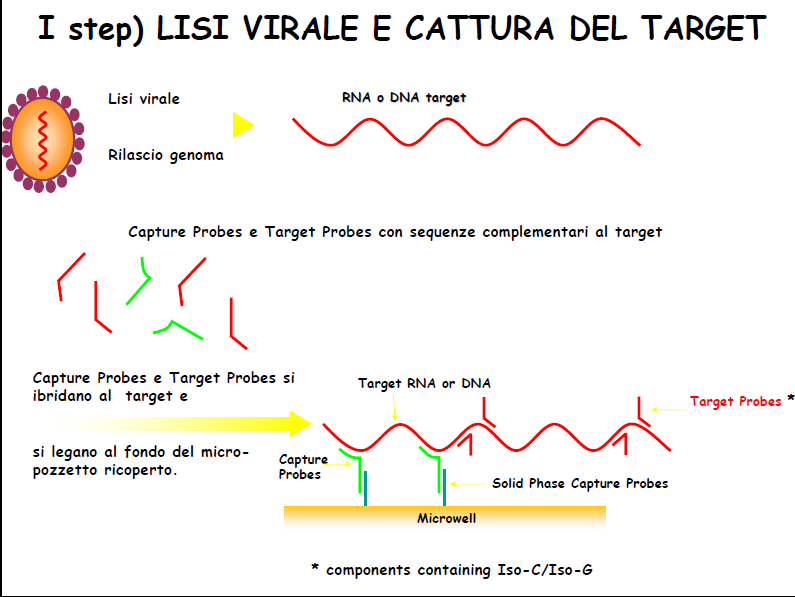 I step) LISI VIRALE E CATTURA DEL TARGET
Lisi virale
RNA o DNA target
Rilascio genoma
Capture Probes e Target Probes con sequenze complementari al target
Capture Probes e Target Probes si
ibridano al target e
si legano al fondo del micro-
pozzetto ricoperto.
Target RNA or DNA
Target Probes *
Capture
Probes
Solid Phase Capture Probes
Microwell
* components containing Iso-C/Iso-G